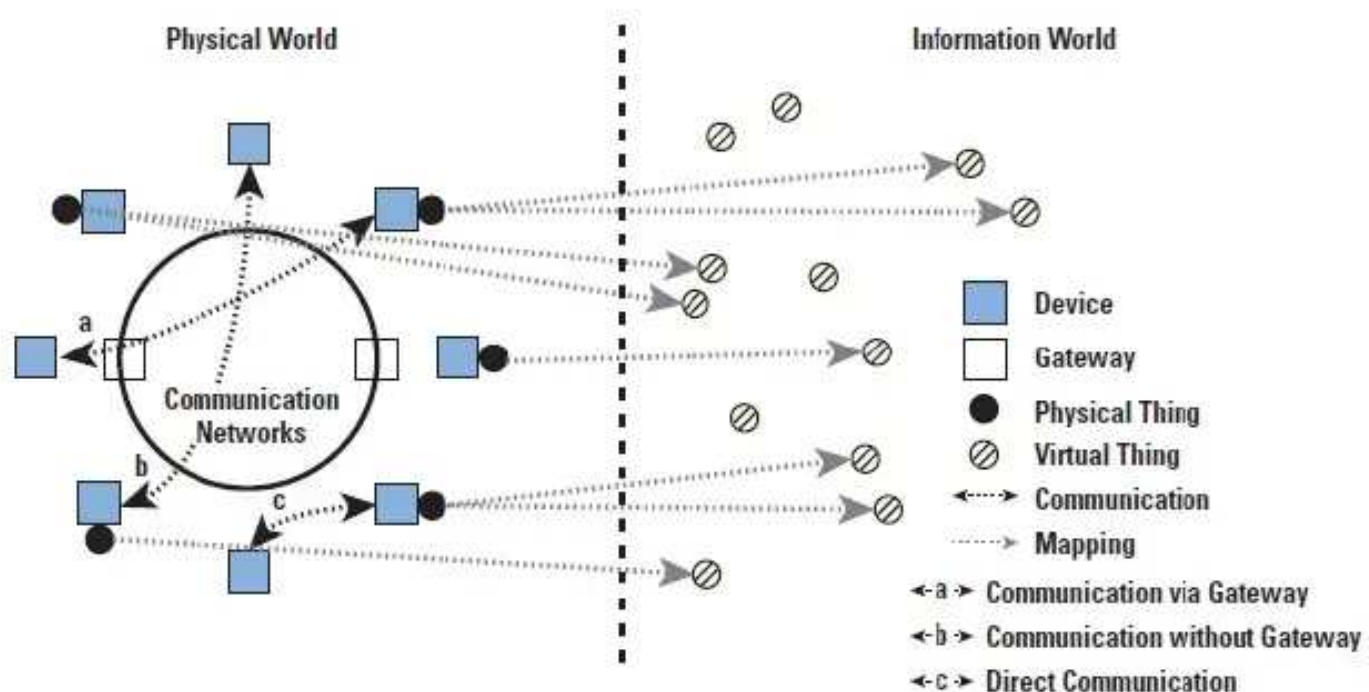 Physical World
Information World
a
Communication
Networks
b
c
Device
Gateway
Physical Thing
Virtual Thing
Communication
Mapping
a Communication via Gateway
b Communication without Gateway
c Direct Communication